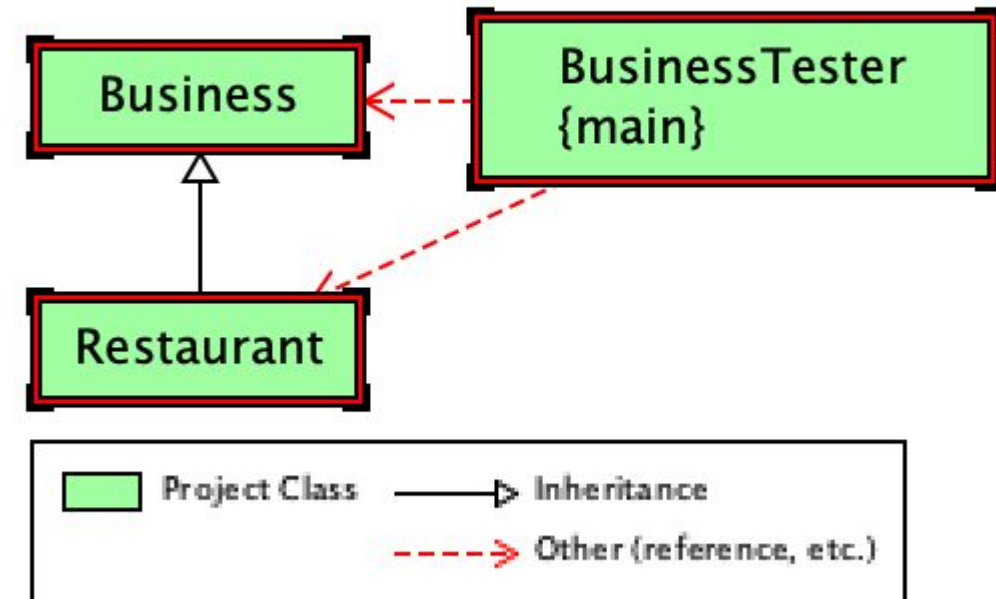 Business
BusinessTester
{main}
Restaurant
Project Class
Inheritance
Other (reference, etc.)